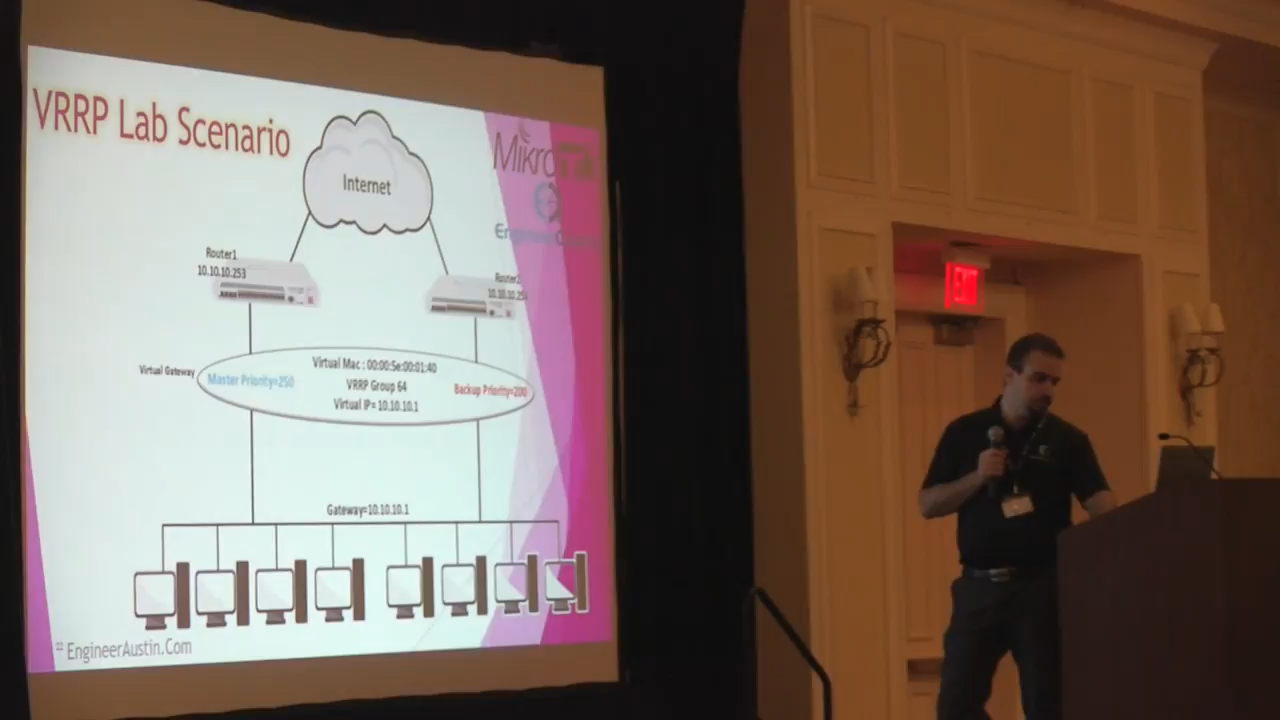 VRRP Lab Scenario
Internet
Router1
10.10.10.253
Virtual Gateway
Master Priority=250
Virtual Mac : 00:00:5e:00:01:40
VRRP Group 64
Virtual IP= 10.10.10.1
Backup Priority=200
Gateway=10.10.10.1
EngineerAustin.Com
EXIT